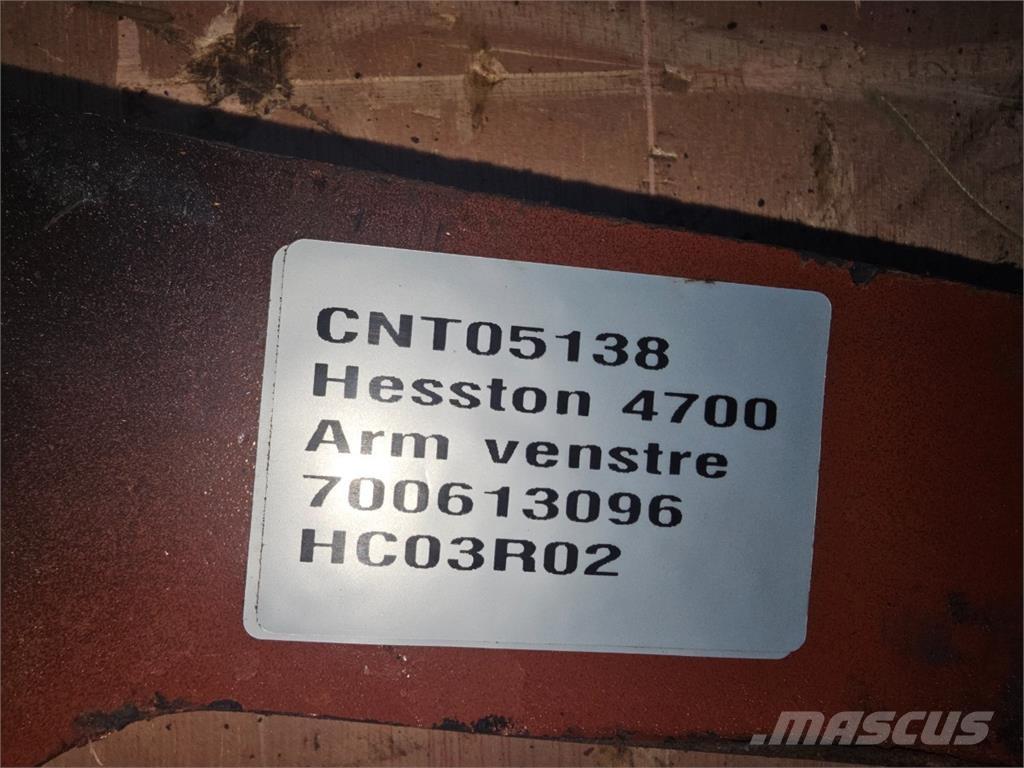 CNT05138
Hesston 4700
Arm venstre
700613096
HC03R02
MASCUS